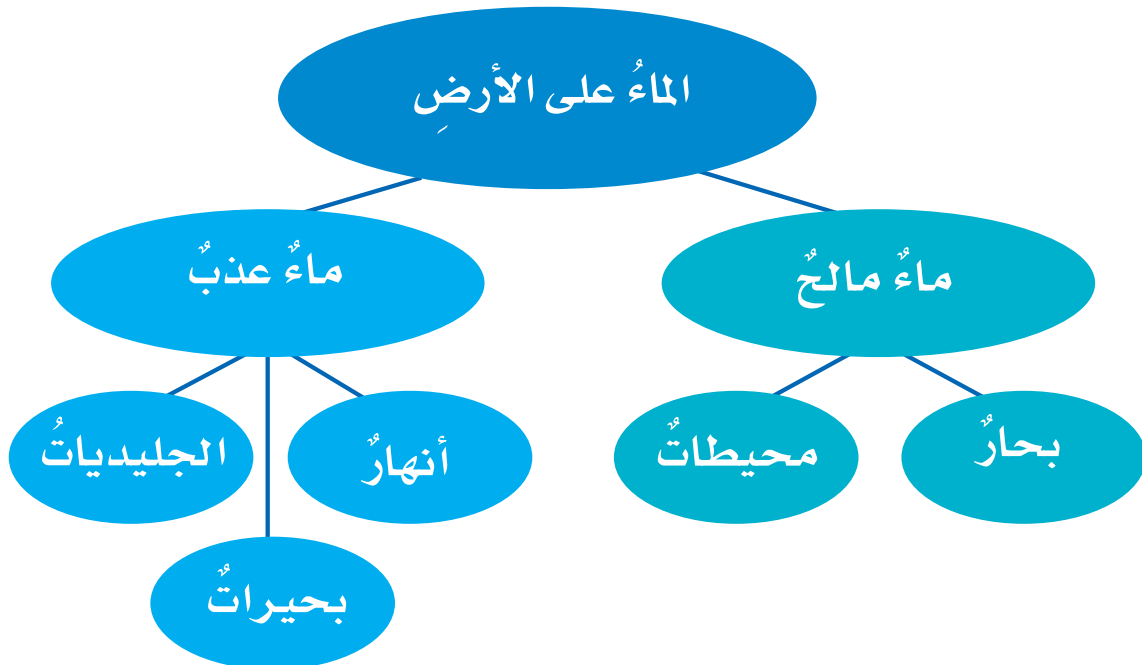 الماءُ على الأرضِ
ماءٌ مالحٌ
ماءٌ عذبٌ
بحارٌ
محيطاتٌ
أنهارٌ
الجليدياتُ
بحيراتٌ